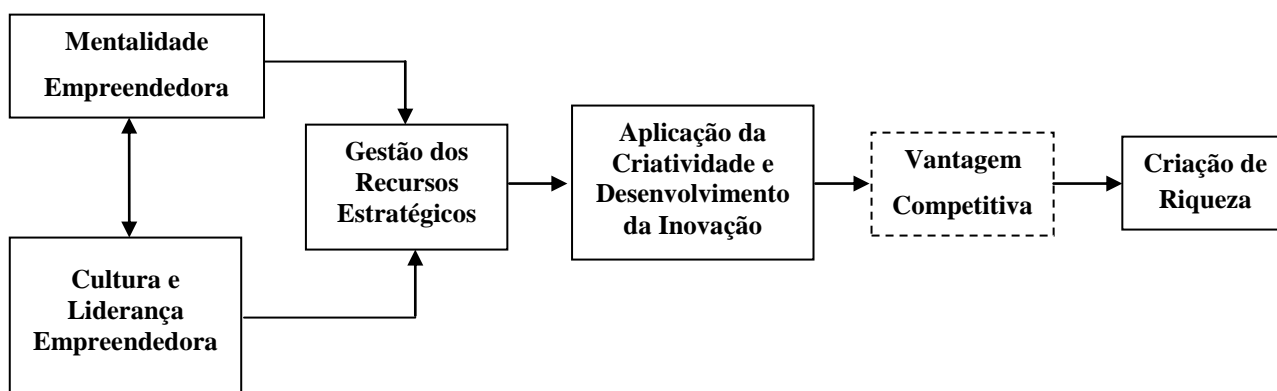 Mentalidade
Empreendedora
Cultura e
Liderança
Empreendedora
Gestão dos
Recursos
Estratégicos
Aplicação da
Criatividade e
Desenvolvimento
da Inovação
Vantagem
Competitiva
Criação de
Riqueza